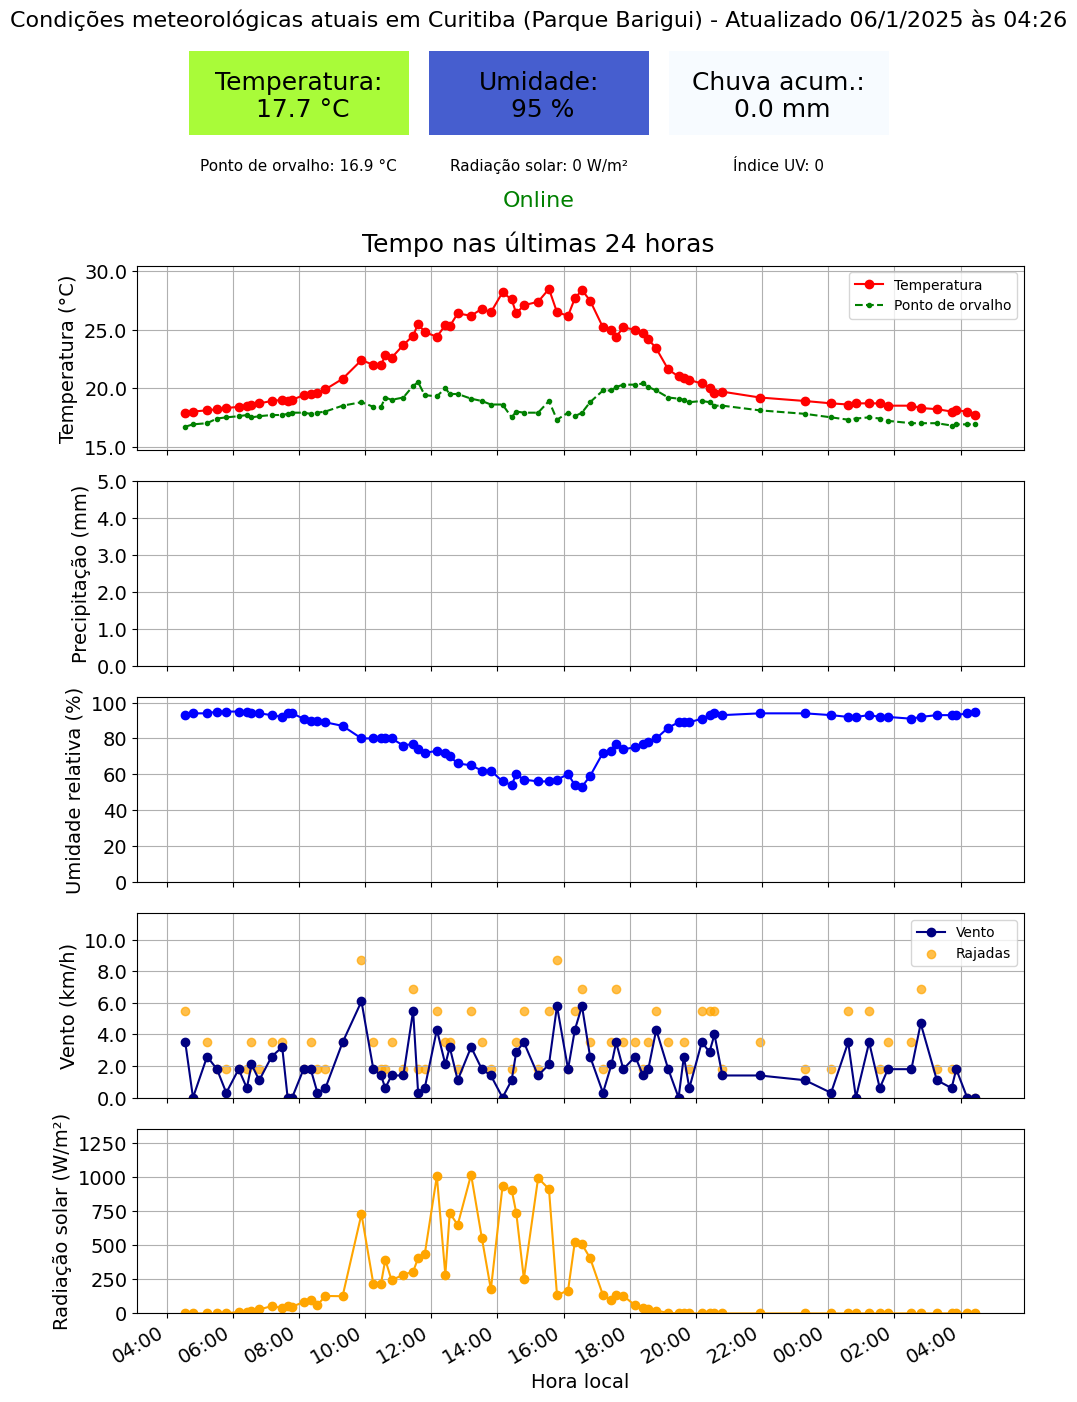 Condições meteorológicas atuais em Curitiba (Parque Barigui) - Atualizado 06/1/2025 às 04:26
Temperatura:
17.7 °C
Umidade:
95 %
Chuva acum.:
0.0 mm
Ponto de orvalho: 16.9 °C
Radiação solar: 0 W/m²
Índice UV: 0
Online
Tempo nas últimas 24 horas
Temperatura (°C)
30.0
25.0
20.0
15.0
Temperatura
Ponto de orvalho
Precipitação (mm)
5.0
4.0
3.0
2.0
1.0
0.0
Umidade relativa (%)
100
80
60
40
20
0
Vento (km/h)
10.0
8.0
6.0
4.0
2.0
0.0
Vento
Rajadas
Radiação solar (W/m²)
1250
1000
750
500
250
0
04:00
06:00
08:00
10:00
12:00
14:00
16:00
18:00
20:00
22:00
00:00
02:00
04:00
Hora local